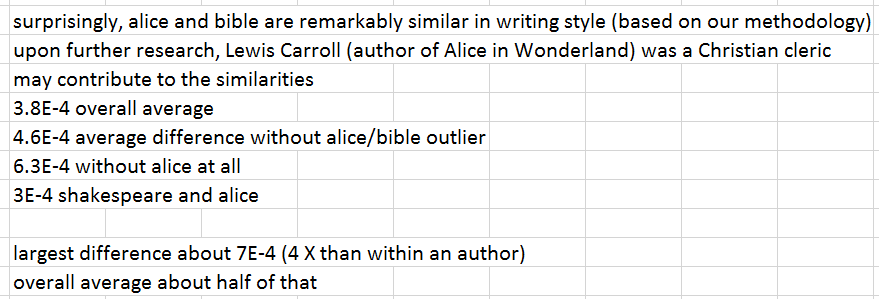 surprisingly, alice and bible are remarkably similar in writing style (based on our methodology)
upon further research, Lewis Carroll (author of Alice in Wonderland) was a Christian cleric
may contribute to the similarities
3.8E-4 overall average
4.6E-4 average difference without alice/bible outlier
6.3E-4 without alice at all
3E-4 shakespeare and alice
largest difference about 7E-4 (4 X than within an author)
overall average about half of that